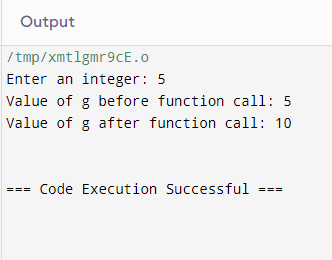 Output
/tmp/xmtlgmr9cE.o
Enter an integer: 5
Value of g before function call: 5
Value of g after function call: 10
=== Code Execution Successful ===